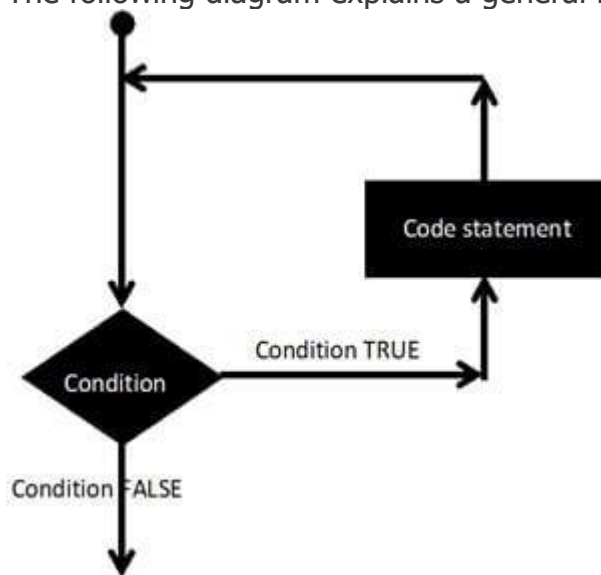 The following diagram explains a general
Code statement
Condition TRUE
Condition
Condition FALSE